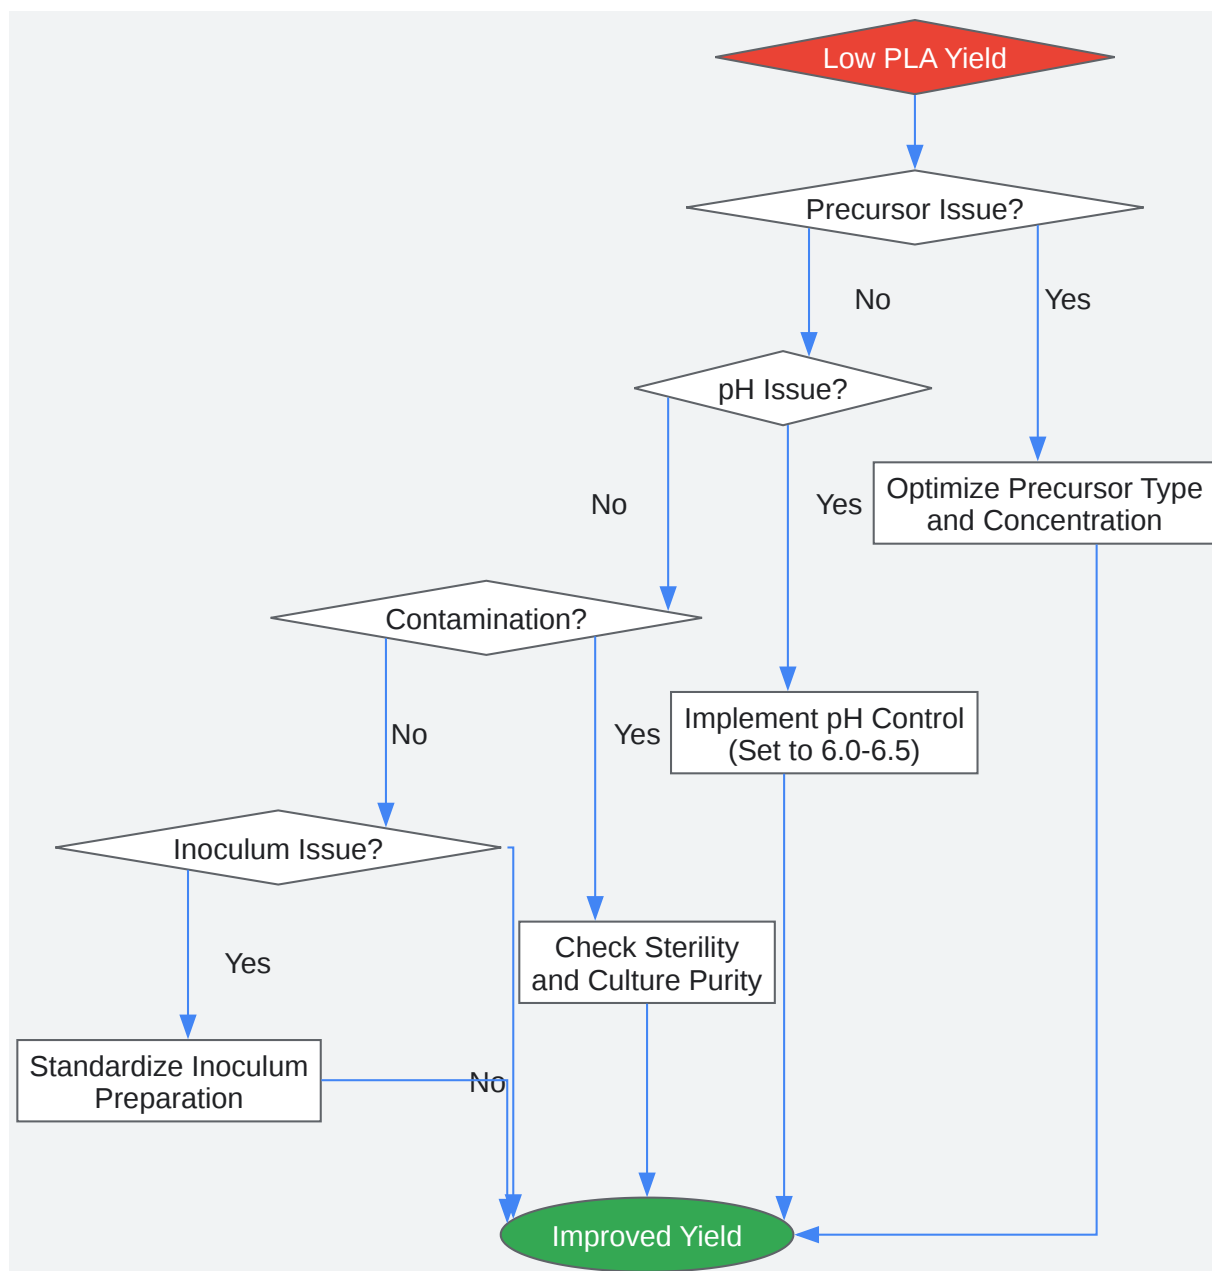 Low PLA Yield
Precursor Issue?
No
Yes
pH Issue?
No
Yes
Optimize Precursor Type
and Concentration
Contamination?
No
Yes
Implement pH Control
(Set to 6.0-6.5)
Inoculum Issue?
Yes
Check Sterility
and Culture Purity
Standardize Inoculum
Preparation
No
Improved Yield